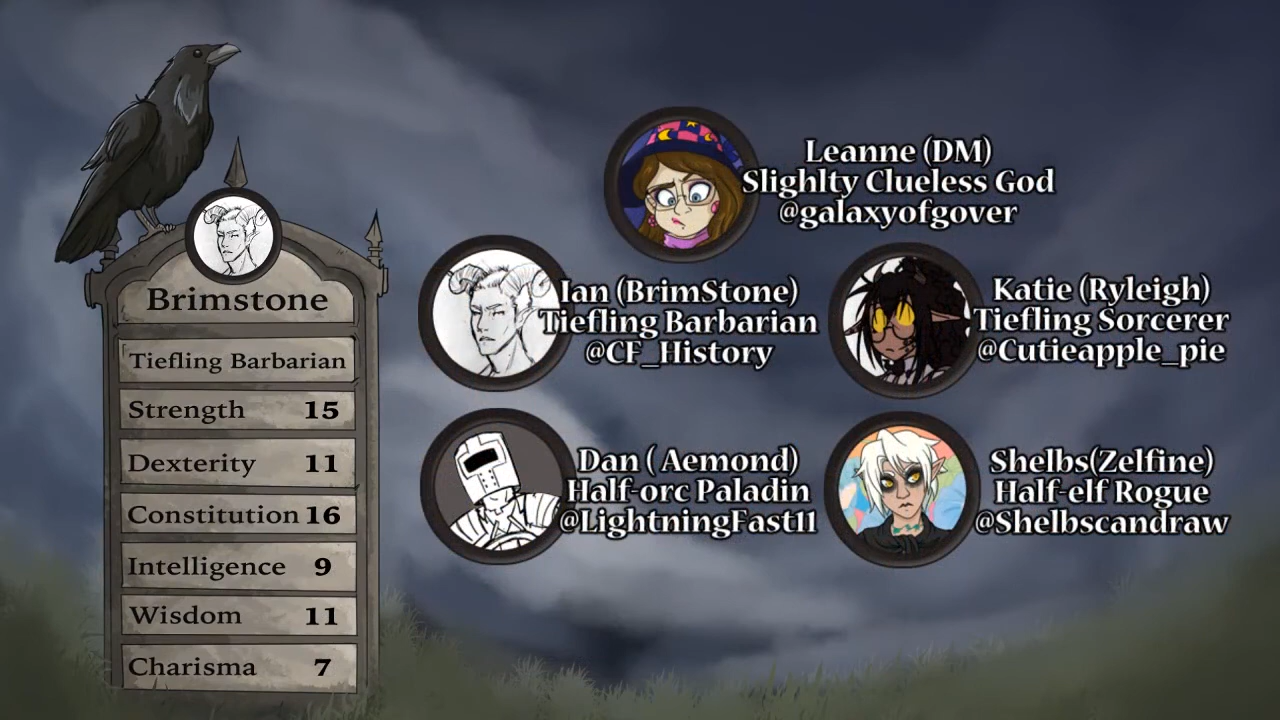 Brimstone
Tiefling Barbarian
Strength 15
Dexterity 11
Constitution 16
Intelligence 9
Wisdom 11
Charisma 7
Leanne (DM)
Slighlty Clueless God
@galaxyofgover
Ian (BrimStone)
Tiefling Barbarian
@CF_History
Katie (Ryleigh)
Tiefling Sorcerer
@Cutieapple_pie
Dan ( Aemond)
Half-orc Paladin
@LightningFast11
Shelbs(Zelfine)
Half-elf Rogue
@Shelbscandraw